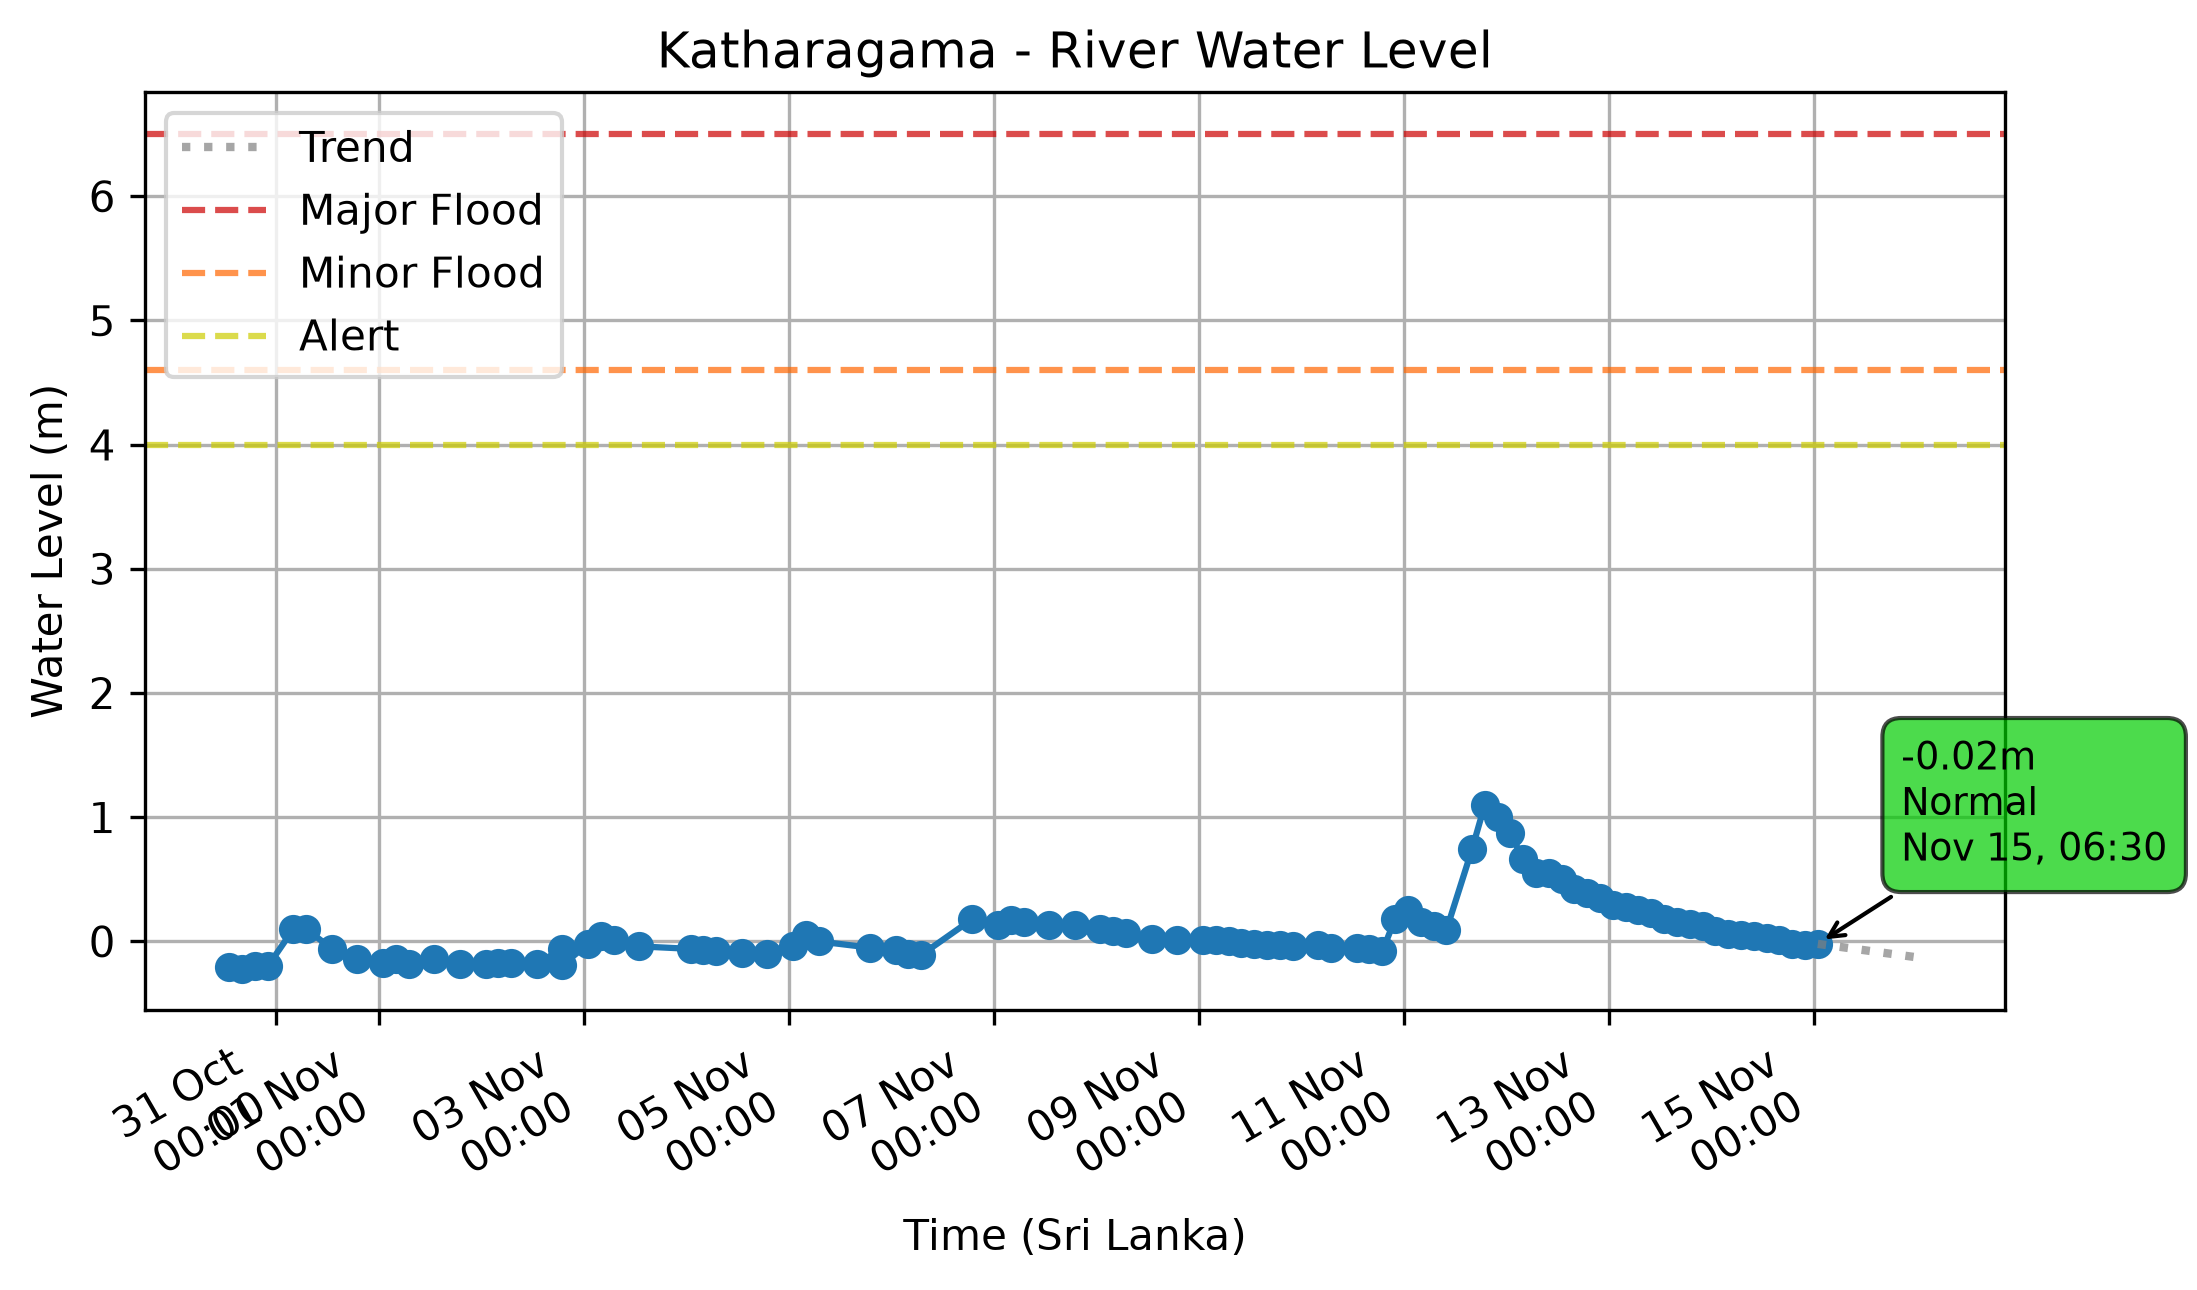 Katharagama - River Water Level
Trend
Major Flood
Minor Flood
Alert
Water Level (m)
6
5
4
3
2
1
0
-0.02m
Normal
Nov 15, 06:30
31 Oct
00:00
01 Nov
00:00
03 Nov
00:00
05 Nov
00:00
07 Nov
00:00
09 Nov
00:00
11 Nov
00:00
13 Nov
00:00
15 Nov
00:00
Time (Sri Lanka)